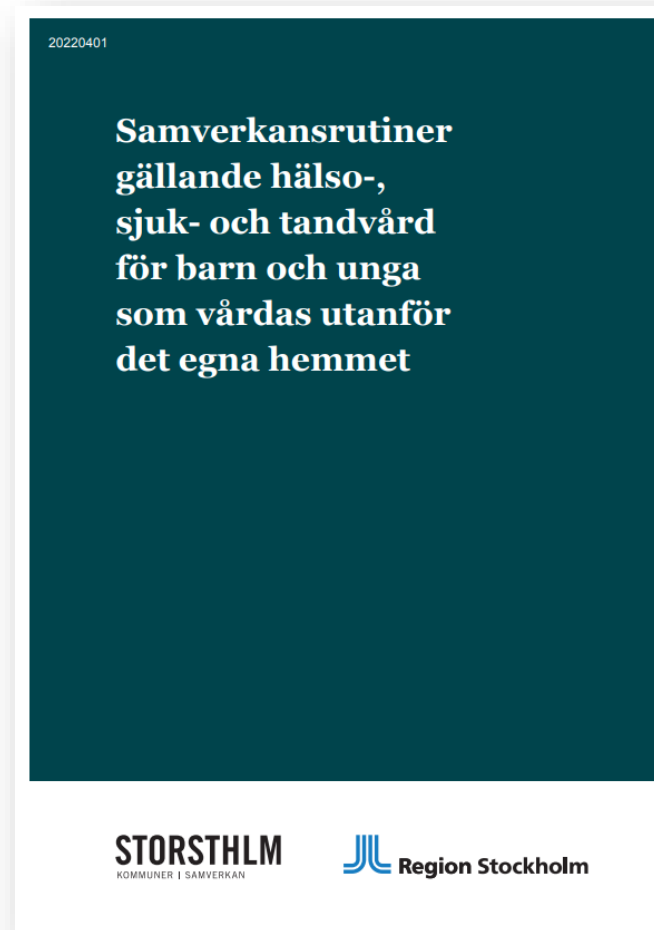 20220401
Samverkansrutiner
gällande hälso-,
sjuk- och tandvård
för barn och unga
som vårdas utanför
det egna hemmet
STORSTHLM
KOMMUNER | SAMVERKAN
Region Stockholm